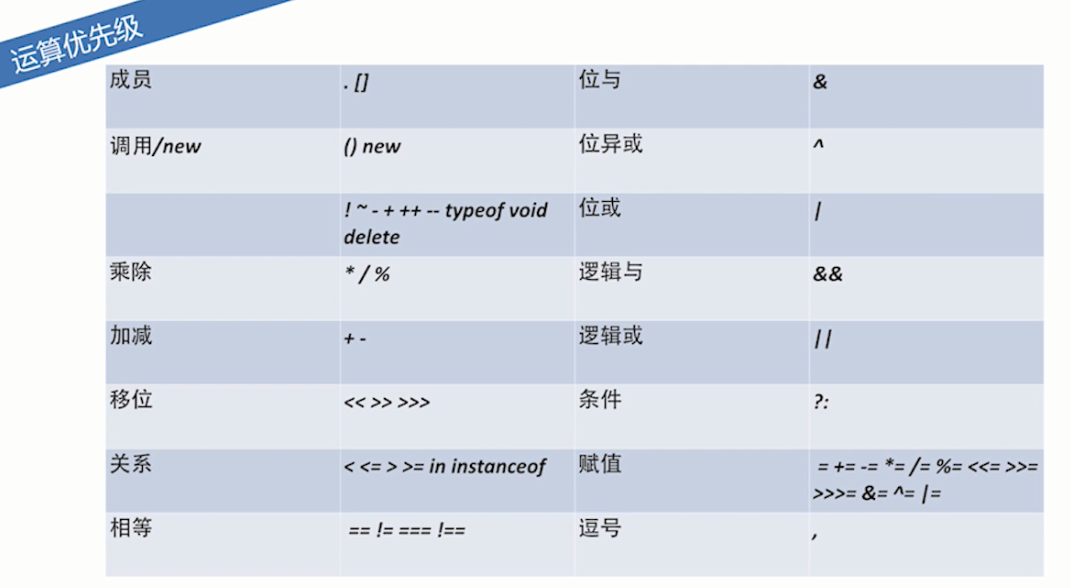 运算优先级
成员 . [] 位与 &
调用/new () new 位异或 ^
! ~ - + ++ -- typeof void 位或 |
delete
乘除 * / % 逻辑与 &&
加减 + - 逻辑或 ||
移位 << >> >>> 条件 ?:
关系 < <= > >= in instanceof 赋值 = += -= *= /= %= <<= >>=
>>>= &= ^= |=
相等 == != === !== 逗号 ,